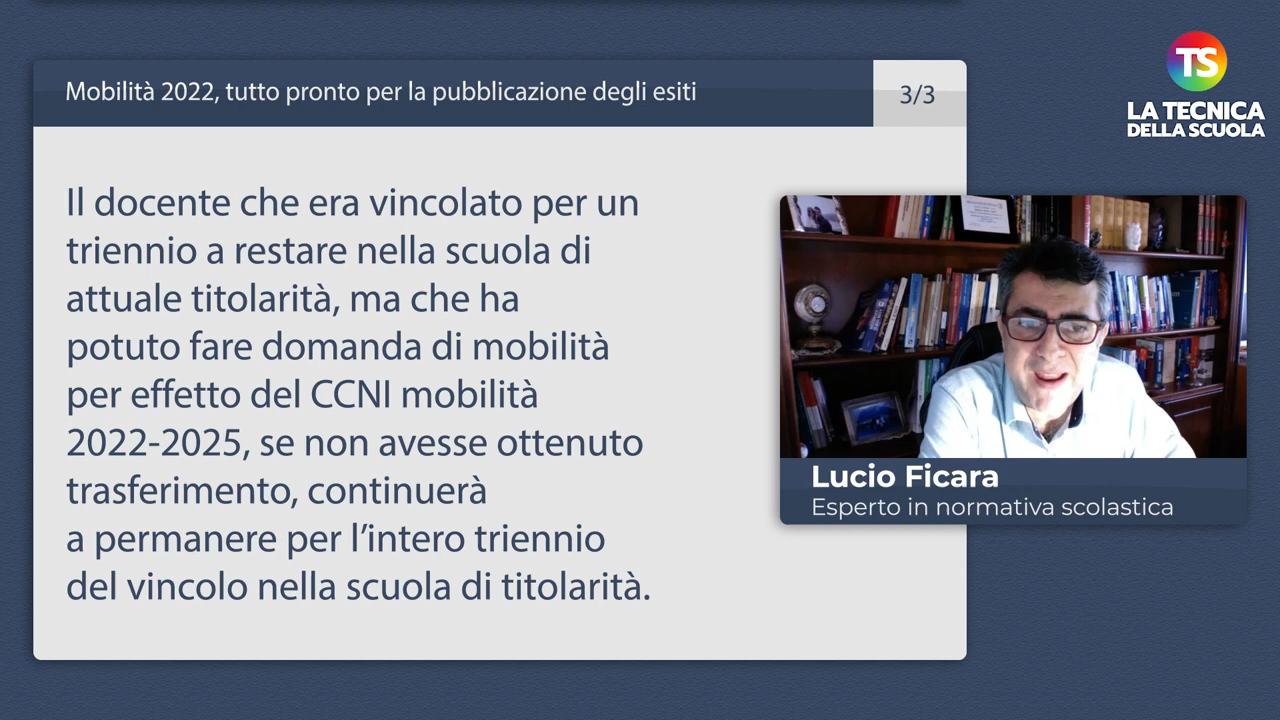 Mobilità 2022, tutto pronto per la pubblicazione degli esiti
3/3
TS
LA TECNICA
DELLA SCUOLA
Il docente che era vincolato per un
triennio a restare nella scuola di
attuale titolarità, ma che ha
potuto fare domanda di mobilità
per effetto del CCNI mobilità
2022-2025, se non avesse ottenuto
trasferimento, continuerà
a permanere per l’intero triennio
del vincolo nella scuola di titolarità.
Lucio Ficara
Esperto in normativa scolastica